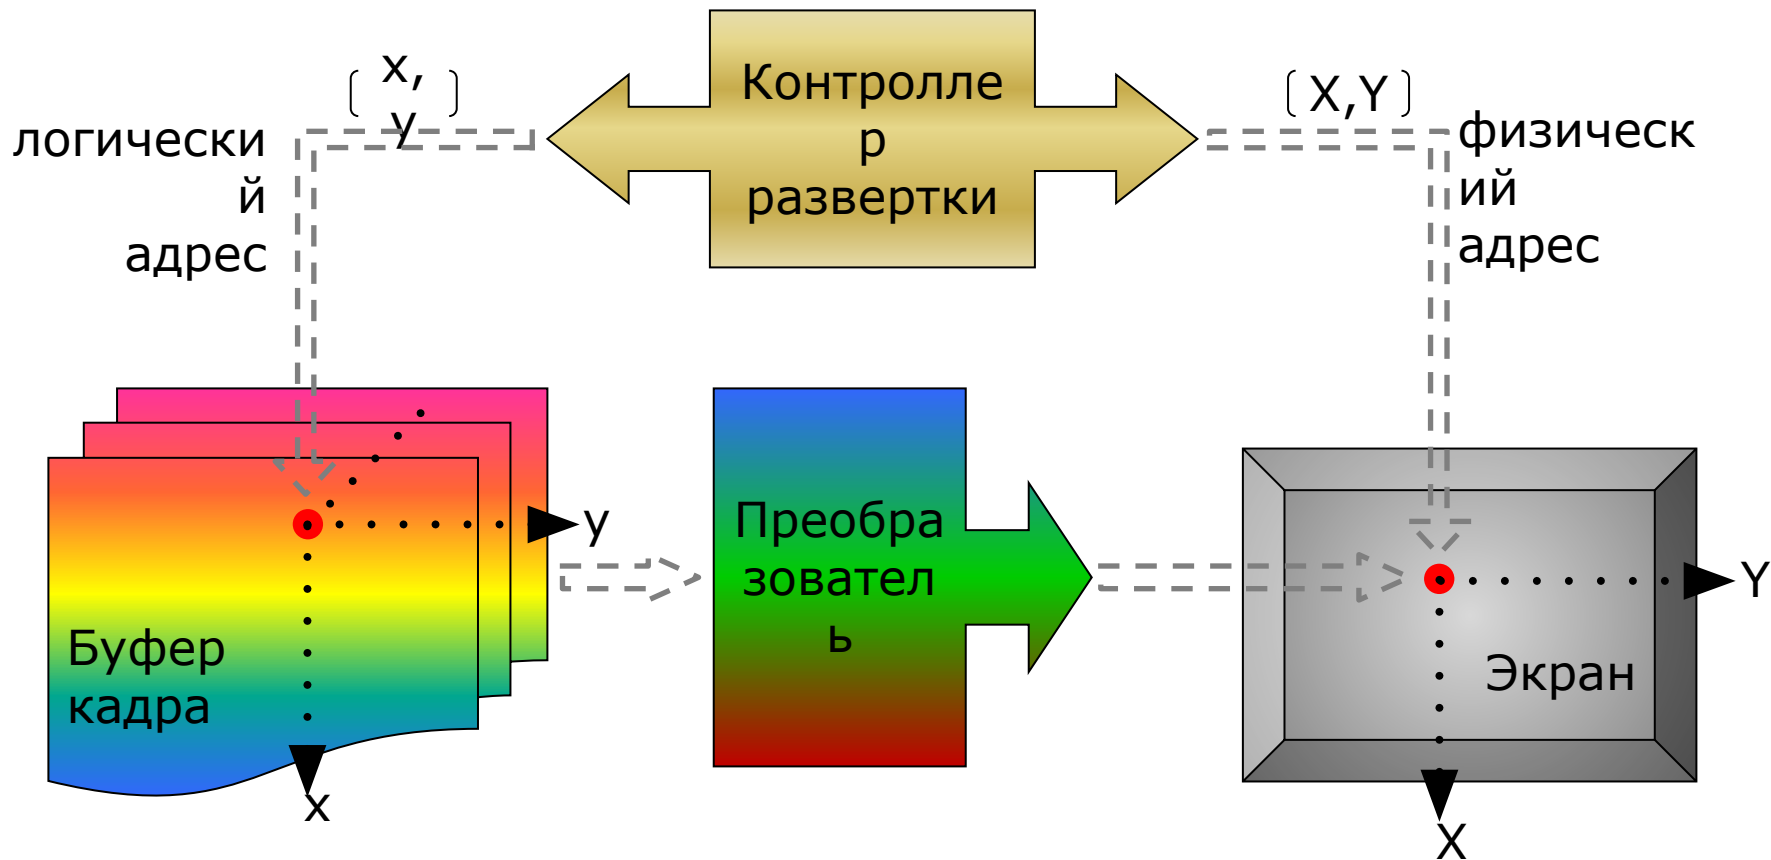 x,
y
Контролле
р
развертки
X,Y
логически
й
адрес
физическ
ий
адрес
y
Преобра
зовател
ь
Y
Буфер
кадра
Экран
x
X